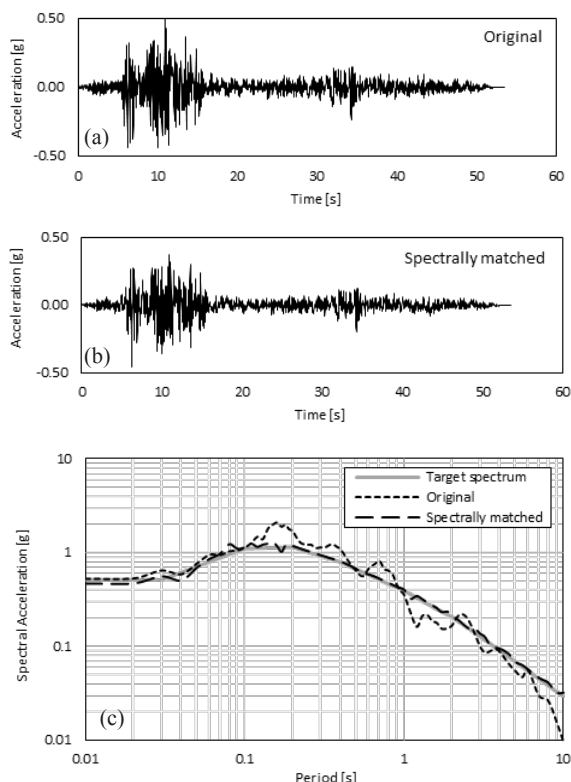 0.50
Original
Acceleration [g]
0.00
(a)
-0.50
0 10 20 30 40 50 60
Time [s]
0.50
Spectrally matched
Acceleration [g]
0.00
(b)
-0.50
0 10 20 30 40 50 60
Time [s]
10
Target spectrum
Original
Spectrally matched
Spectral Acceleration [g]
1
0.1
(c)
0.01
0.01 0.1 1 10
Period [s]